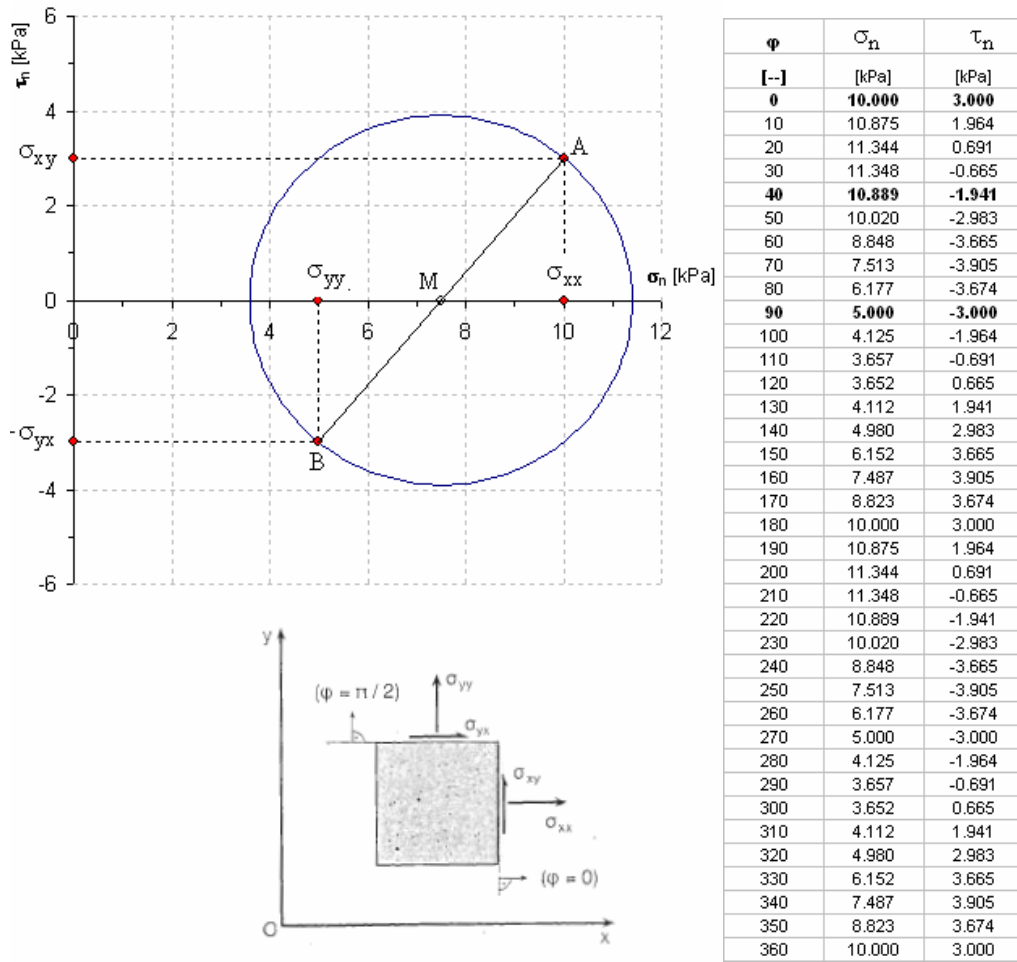 6
τn [kPa]
4
σxy
A
2
σyy
M
σxx
σn [kPa]
0
0
2
4
6
8
10
12
-2
-σyx
B
-4
-6
y
(φ = π / 2)
σyy
σyx
σxy
σxx
(φ = 0)
O
x
φ σn τn
[--] [kPa] [kPa]
0 10.000 3.000
10 10.875 1.964
20 11.344 0.691
30 11.348 -0.665
40 10.889 -1.941
50 10.020 -2.983
60 8.848 -3.665
70 7.513 -3.905
80 6.177 -3.674
90 5.000 -3.000
100 4.125 -1.964
110 3.657 -0.691
120 3.652 0.665
130 4.112 1.941
140 4.980 2.983
150 6.152 3.665
160 7.487 3.905
170 8.823 3.674
180 10.000 3.000
190 10.875 1.964
200 11.344 0.691
210 11.348 -0.665
220 10.889 -1.941
230 10.020 -2.983
240 8.848 -3.665
250 7.513 -3.905
260 6.177 -3.674
270 5.000 -3.000
280 4.125 -1.964
290 3.657 -0.691
300 3.652 0.665
310 4.112 1.941
320 4.980 2.983
330 6.152 3.665
340 7.487 3.905
350 8.823 3.674
360 10.000 3.000